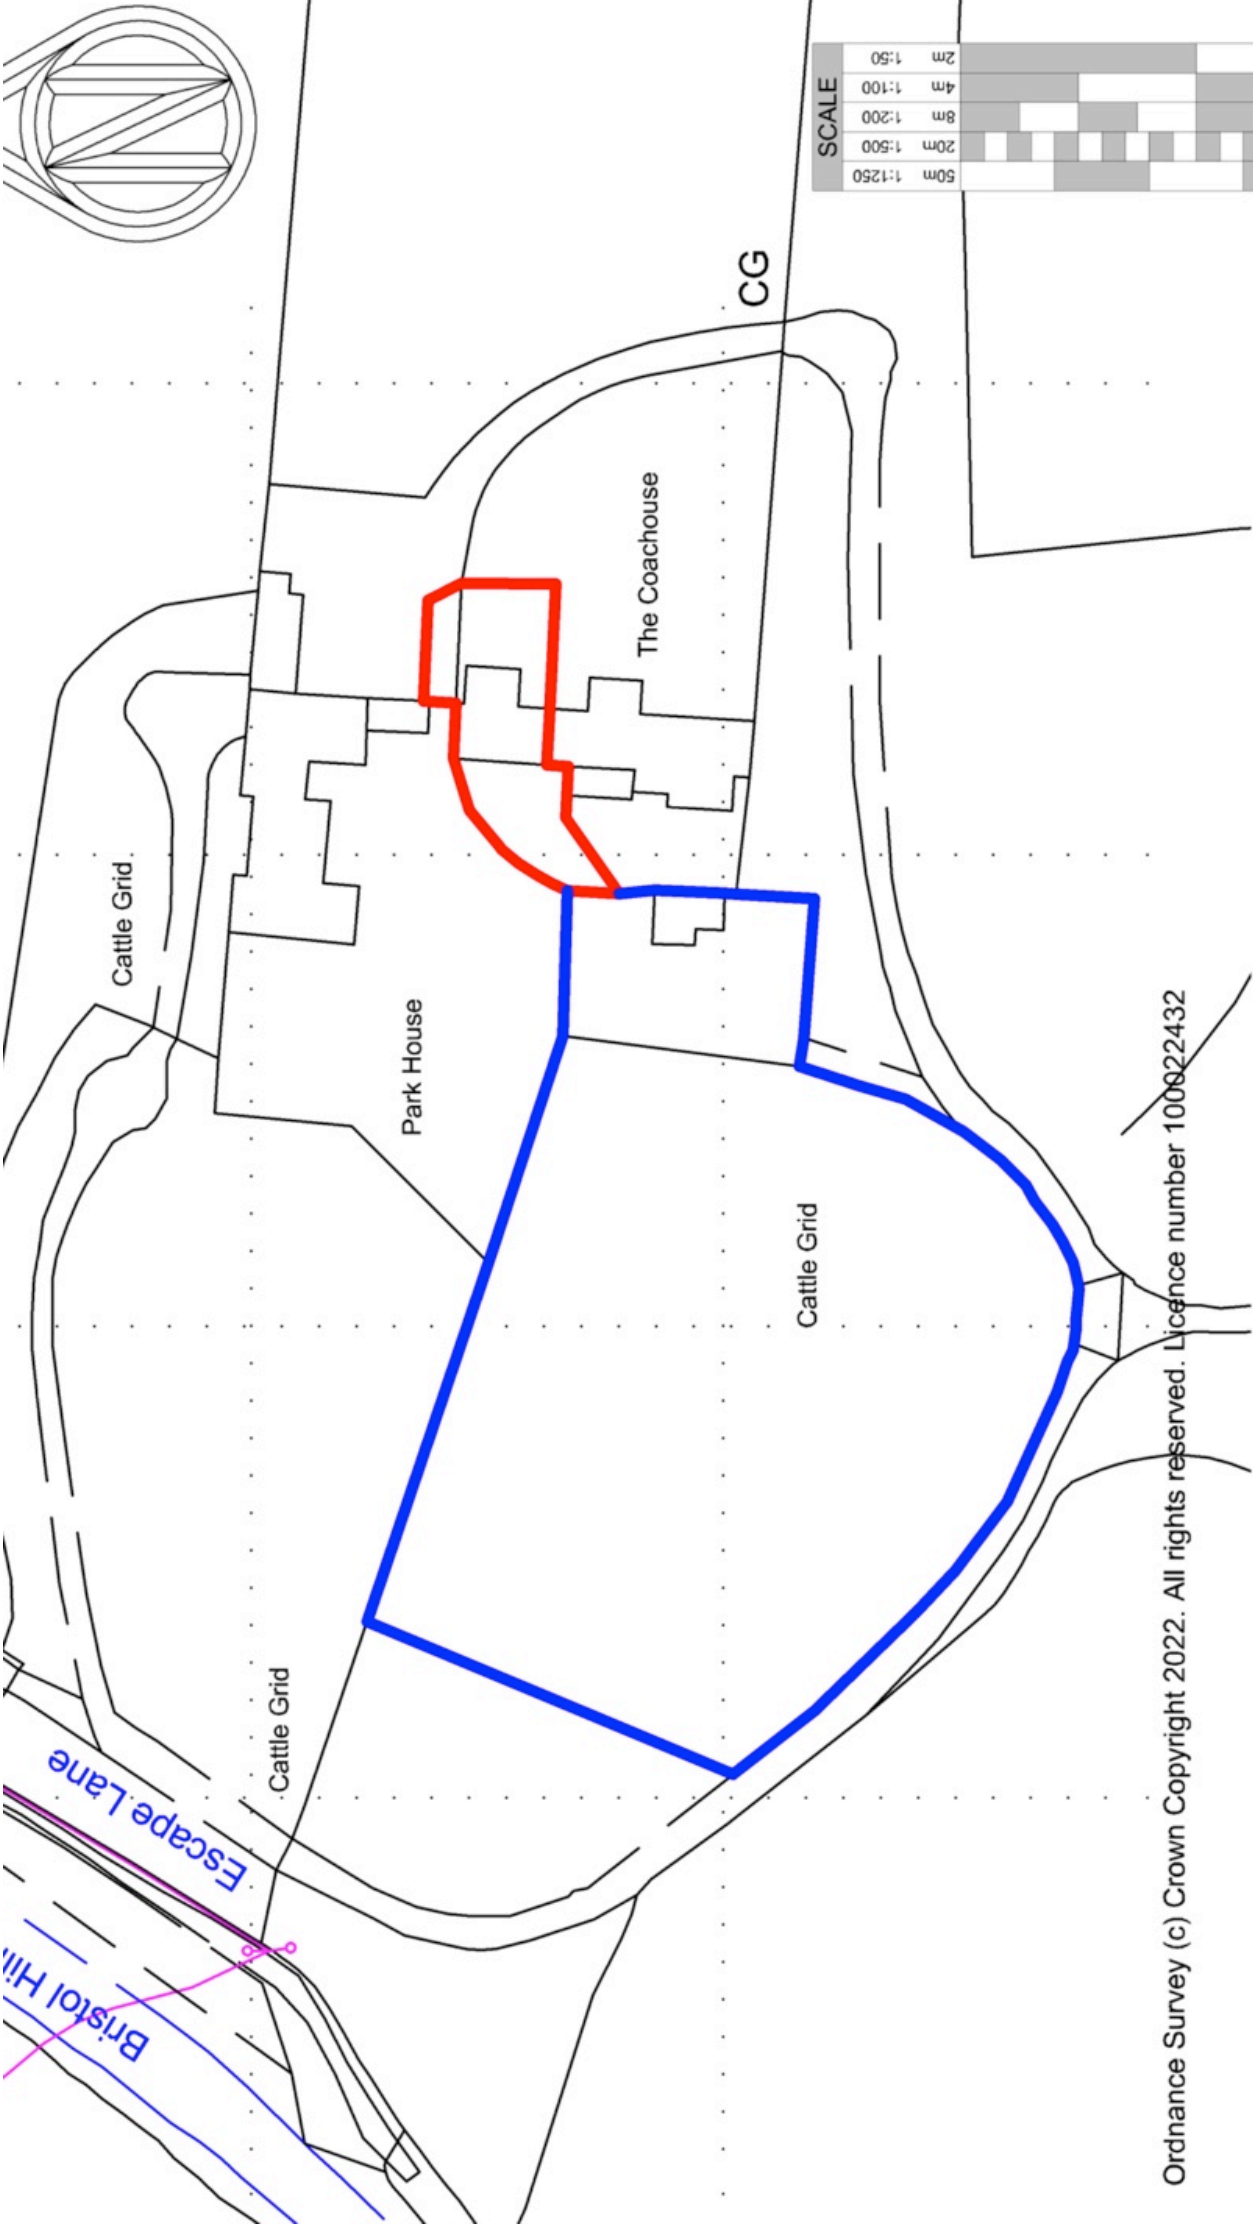 SCALE
1:50 2m
1:100 4m
1:200 8m
1:500 20m
1:1250 50m
CG
The Coachouse
Cattle Grid
Park House
Cattle Grid
Cattle Grid
Escape Lane
Bristol
Ordnance Survey (c) Crown Copyright 2022. All rights reserved. Licence number 100022432